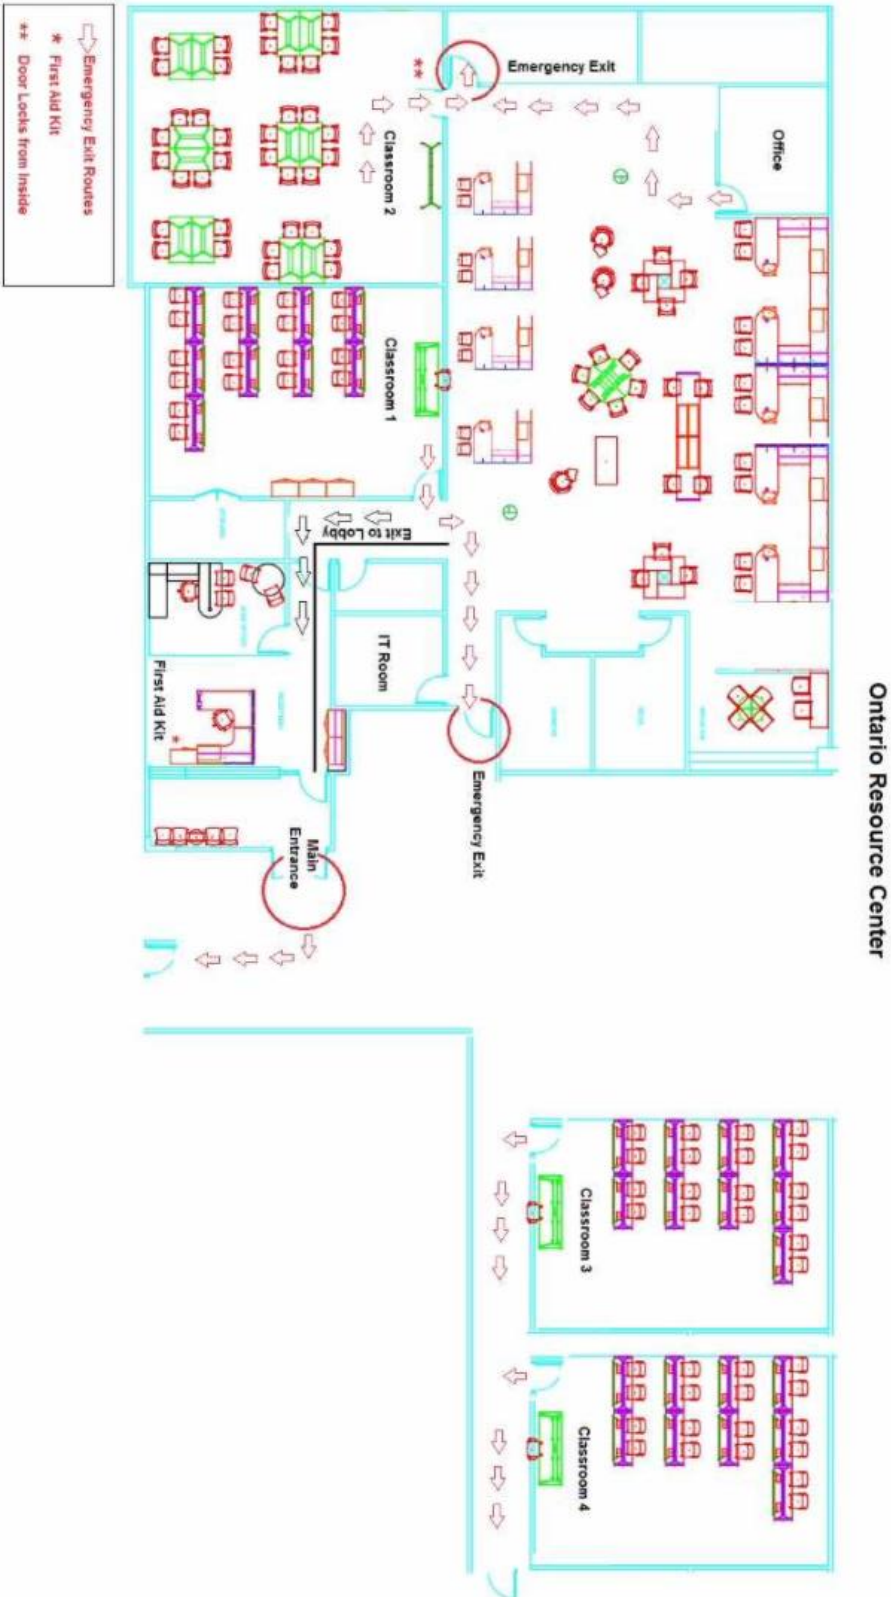 Ontario Resource Center
Emergency Exit
Office
Classroom 2
**
Classroom 1
Exit to Lobby
IT Room
First Aid Kit
*
Emergency Exit
Main
Entrance
Classroom 3
Classroom 4
Emergency Exit Routes
* First Aid Kit
** Door Locks from Inside